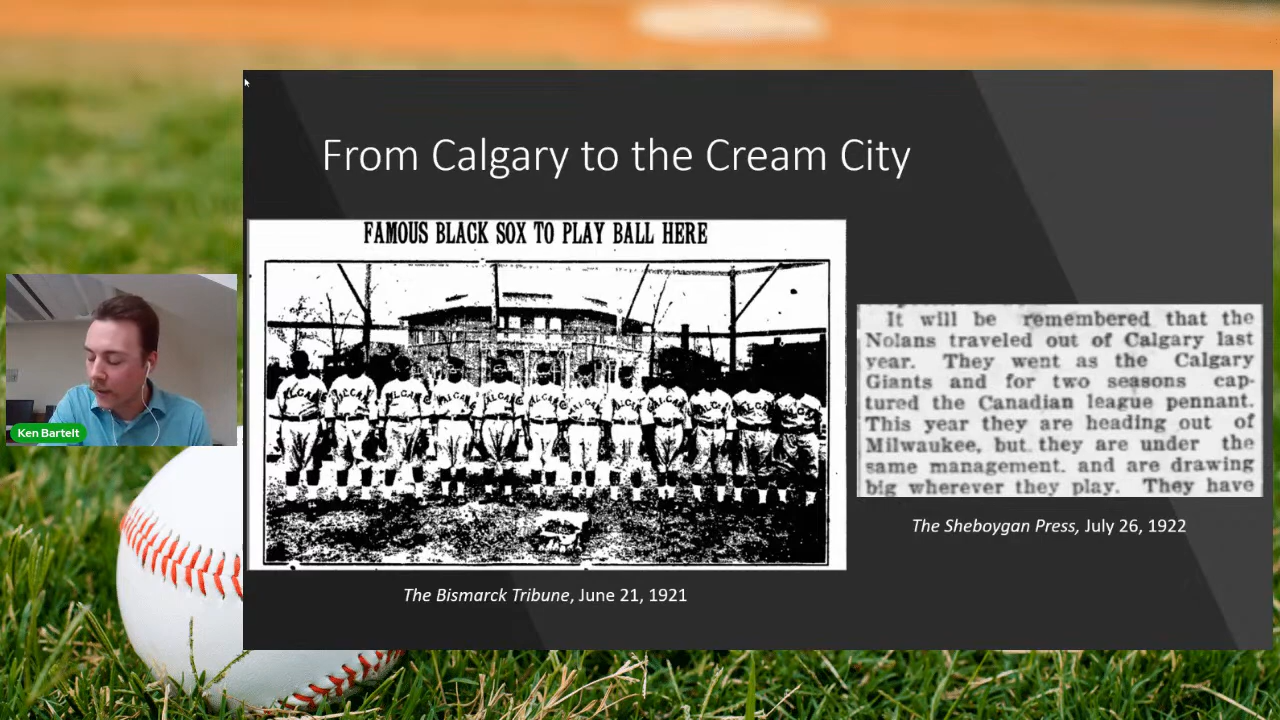 From Calgary to the Cream City
FAMOUS BLACK SOX TO PLAY BALL HERE
It will be remembered that the
Nolans traveled out of Calgary last
year. They went as the Calgary
Giants and for two seasons cap-
tured the Canadian league pennant.
This year they are heading out of
Milwaukee, but they are under the
same management. and are drawing
big wherever they play. They have
The Sheboygan Press, July 26, 1922
The Bismarck Tribune, June 21, 1921
Ken Bartelt